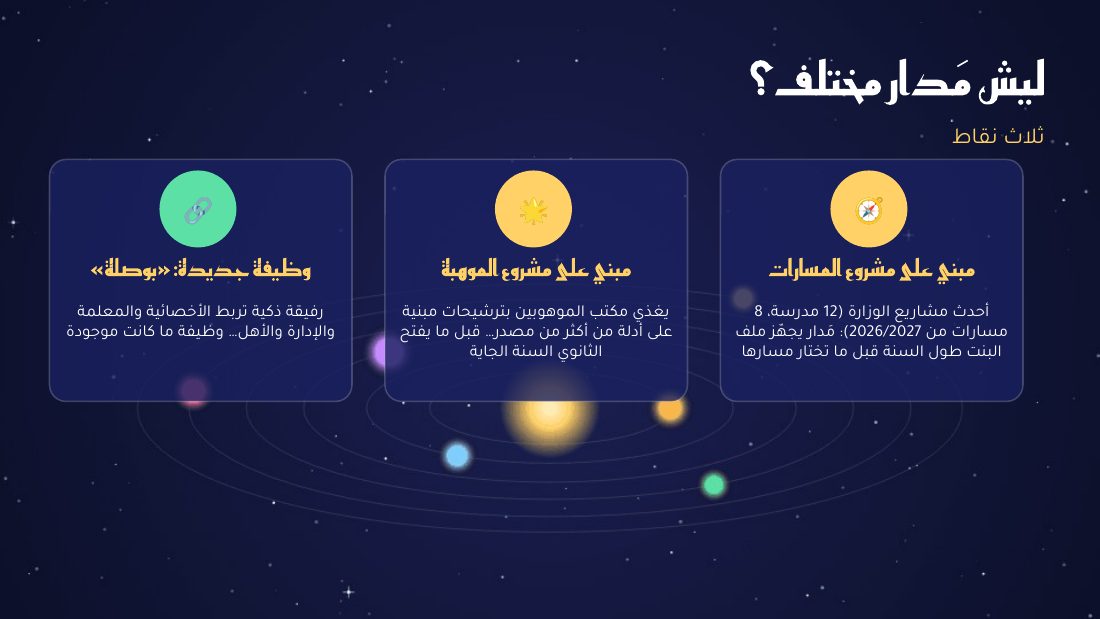 ليش مَدار مختلف؟
ثلاث نقاط
مبني على مشروع المسارات
أحدث مشاريع الوزارة (12 مدرسة، 8
مسارات من 2026/2027): مَدار يجهّز ملف
البنت طول السنة قبل ما تختار مسارها
مبني على مشروع الموهبة
يغذي مكتب الموهوبين بترشيحات مبنية
على أدلة من أكثر من مصدر… قبل ما يفتح
الثانوي السنة الجاية
وظيفة جديدة: «بوصلة»
رفيقة ذكية تربط الأخصائية والمعلمة
والإدارة والأهل… وظيفة ما كانت موجودة